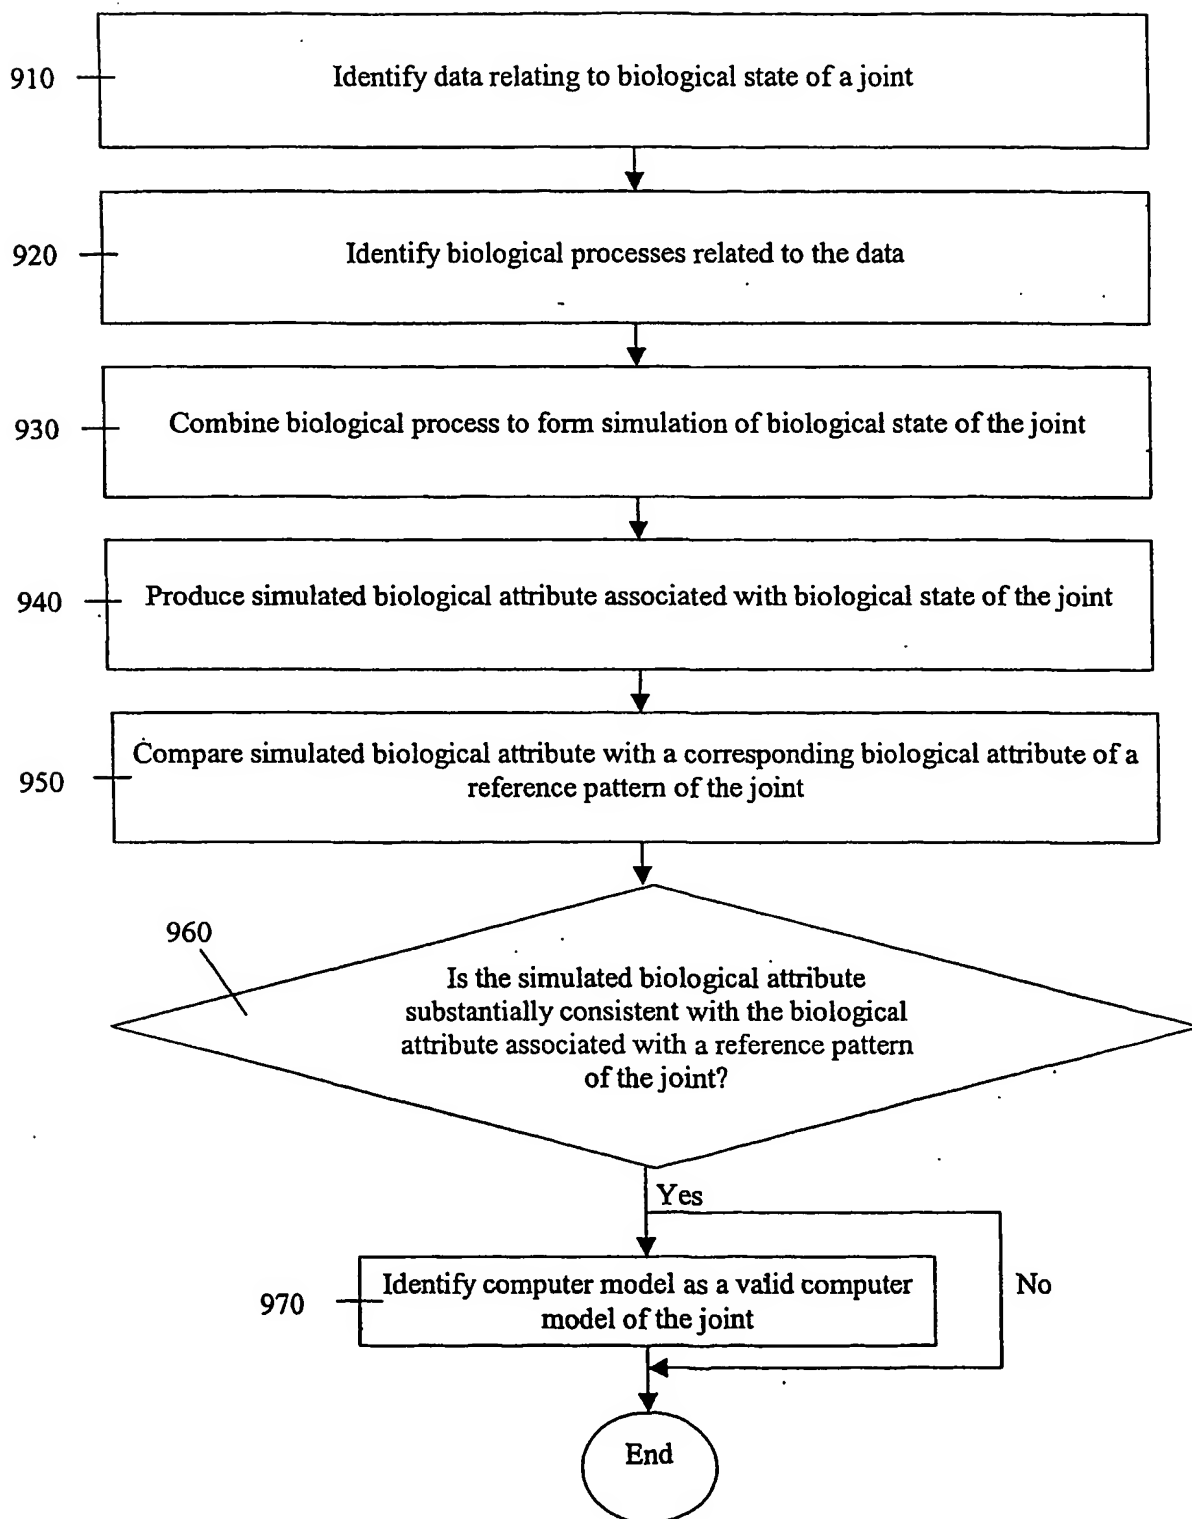 910
Identify data relating to biological state of a joint
920
Identify biological processes related to the data
930
Combine biological process to form simulation of biological state of the joint
940
Produce simulated biological attribute associated with biological state of the joint
950
Compare simulated biological attribute with a corresponding biological attribute of a
reference pattern of the joint
960
Is the simulated biological attribute
substantially consistent with the biological
attribute associated with a reference pattern
of the joint?
Yes
No
970
Identify computer model as a valid computer
model of the joint
End